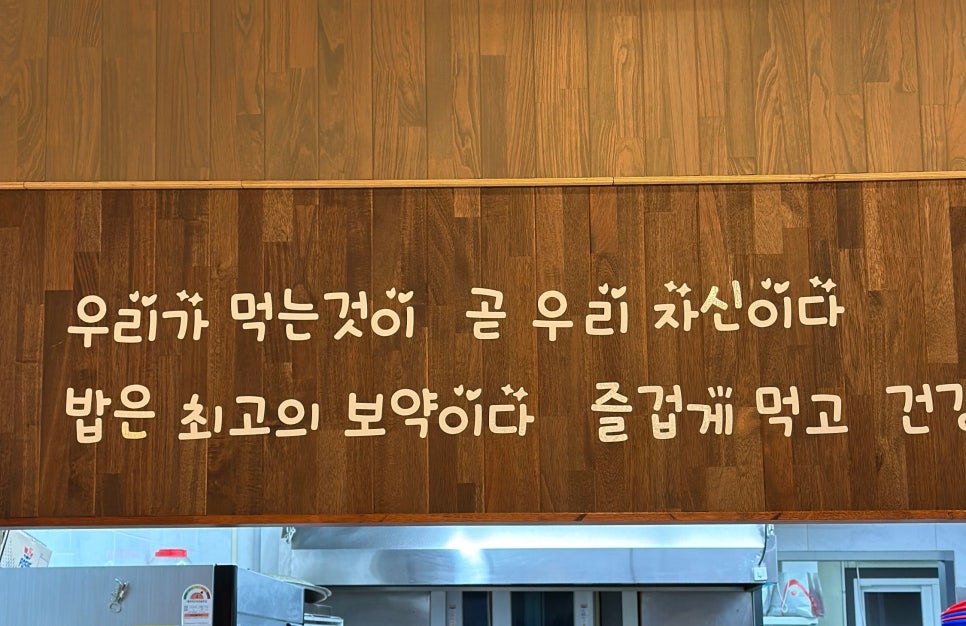 우리가 먹는것이 곧 우리 자신이다
밥은 최고의 보약이다 즐겁게 먹고